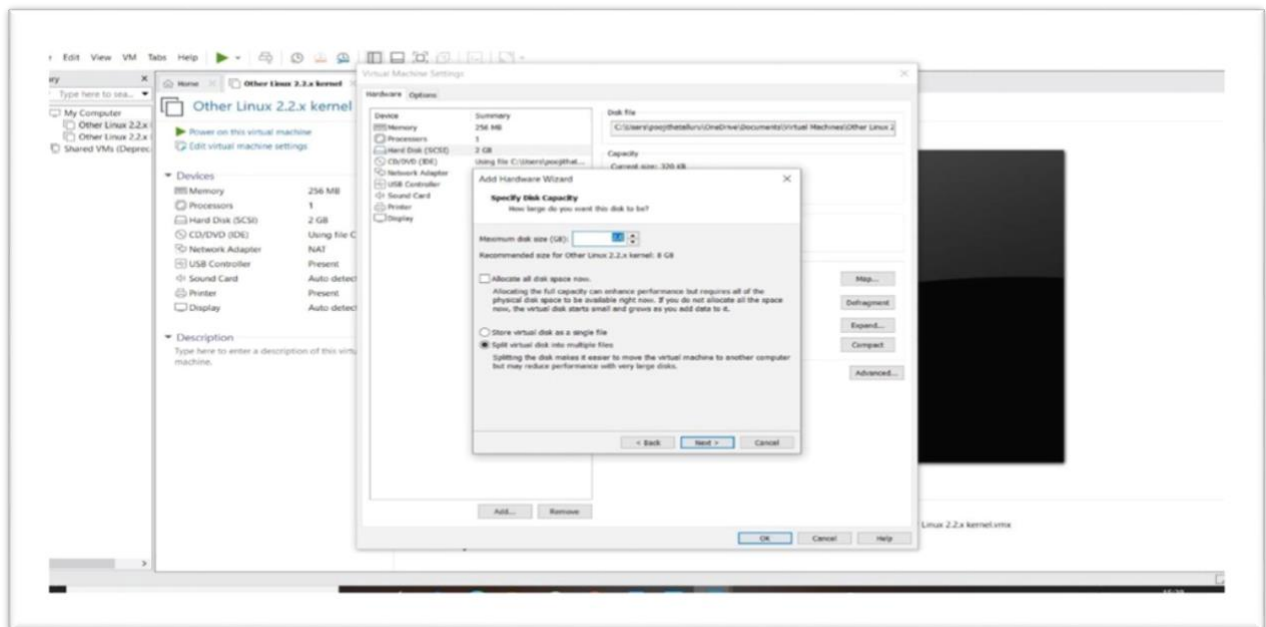 Edit View VM Tabs Help
Type here to sea...
My Computer
Other Linux 2.2.x
Other Linux 2.2.x
Shared VMs (Deprec
Home
Other Linux 2.2.x kernel
Other Linux 2.2.x kernel
Power on this virtual machine
Edit virtual machine settings
Devices
Memory 256 MB
Processors 1
Hard Disk (SCSI) 2 GB
CD/DVD (IDE) Using file C
Network Adapter NAT
USB Controller Present
Sound Card Auto detect
Printer Present
Display Auto detect
Description
Type here to enter a description of this virtu
machine.
Virtual Machine Settings
Hardware Options
Device Summary
Memory 256 MB
Processors 1
Hard Disk (SCSI) 2 GB
CD/DVD (IDE) Using file C:\Users\poojithat...
Network Adapter
USB Controller
Sound Card
Printer
Display
Add... Remove
Disk file
Capacity
Current size: 320 KB
Map...
Defragment
Expand...
Compact
Advanced...
OK Cancel Help
Add Hardware Wizard
Specify Disk Capacity
How large do you want this disk to be?
Maximum disk size (GB):
Recommended size for Other Linux 2.2.x kernel: 8 GB
Allocate all disk space now.
Allocating the full capacity can enhance performance but requires all of the
physical disk space to be available right now. If you do not allocate all the space
now, the virtual disk starts small and grows as you add data to it.
Store virtual disk as a single file
Split virtual disk into multiple files
Splitting the disk makes it easier to move the virtual machine to another computer
but may reduce performance with very large disks.
< Back Next > Cancel
Linux 2.2.x kernel.vmx